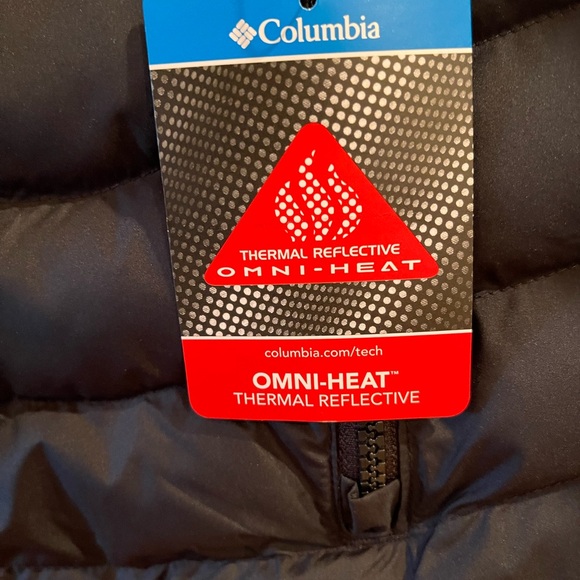 Columbia
THERMAL REFLECTIVE
OMNI-HEAT
columbia.com/tech
OMNI-HEAT™
THERMAL REFLECTIVE